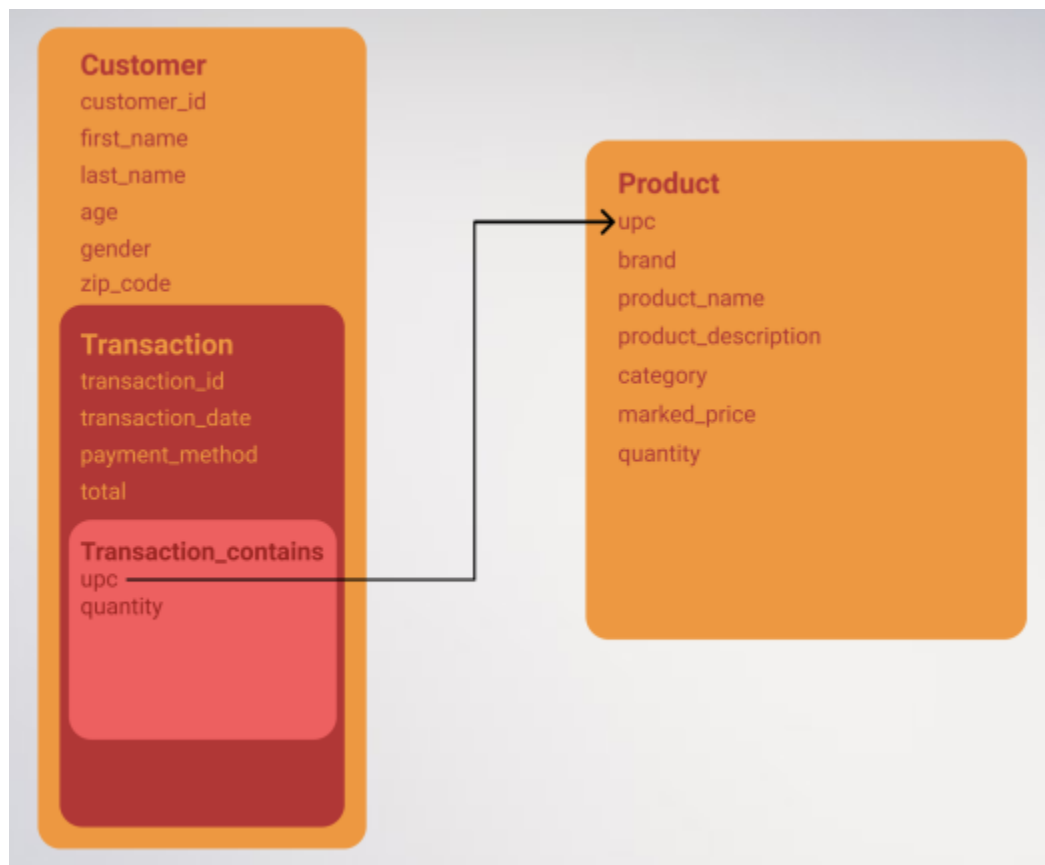 Customer
customer_id
first_name
last_name
age
gender
zip_code
Transaction
transaction_id
transaction_date
payment_method
total
Transaction_contains
upc
quantity
Product
upc
brand
product_name
product_description
category
marked_price
quantity